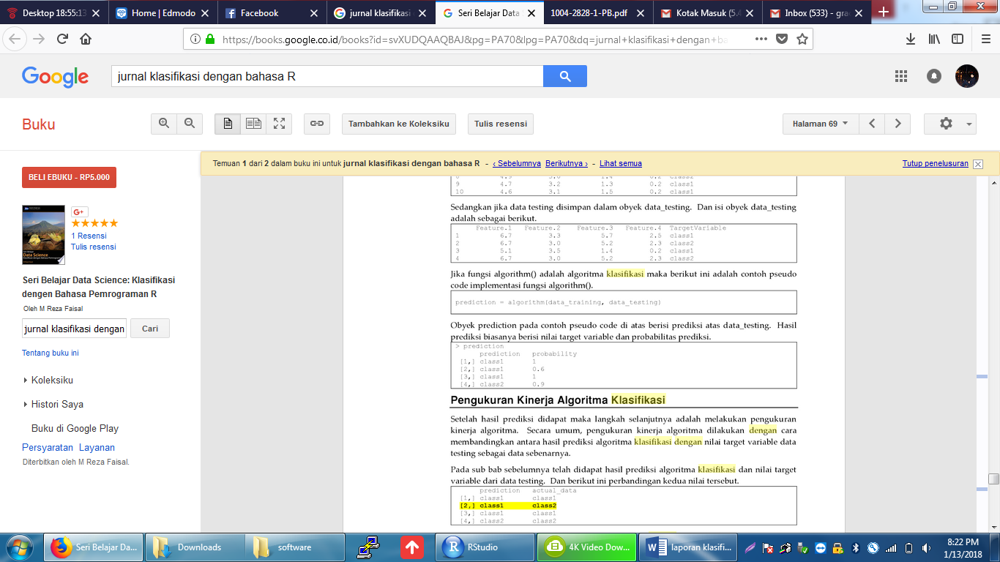 Desktop 18:55:13
Home | Edmodo
Facebook
jurnal klasifikasi
Seri Belajar Data
1004-2828-1-PB.pdf
Kotak Masuk (5.4
Inbox (533) - gra
https://books.google.co.id/books?id=svXUDQAAQBAJ&pg=PA70&lpg=PA70&dq=jurnal+klasifikasi+dengan+ba
Google
jurnal klasifikasi dengan bahasa R
Buku
Tambahkan ke Koleksiku
Tulis resensi
Halaman 69
Temuan 1 dari 2 dalam buku ini untuk jurnal klasifikasi dengan bahasa R - ‹ Sebelumnya Berikutnya › - Lihat semua
Tutup penelusuran
BELI EBUKU - RP5.000
G+
1 Resensi
Tulis resensi
Data Science
Seri Belajar Data Science: Klasifikasi
dengan Bahasa Pemrograman R
Oleh M Reza Faisal
jurnal klasifikasi dengan
Cari
Tentang buku ini
Koleksiku
Histori Saya
Buku di Google Play
Persyaratan Layanan
Diterbitkan oleh M Reza Faisal.
8 4.9 3.0 1.4 0.2 class2
9 4.7 3.2 1.3 0.2 class1
10 4.6 3.1 1.5 0.2 class1
Sedangkan jika data testing disimpan dalam obyek data_testing. Dan isi obyek data_testing
adalah sebagai berikut.
Feature.1 Feature.2 Feature.3 Feature.4 TargetVariable
1 6.7 3.3 5.7 2.5 class1
2 6.7 3.0 5.2 2.3 class2
3 5.1 3.5 1.4 0.2 class1
4 6.7 3.0 5.2 2.3 class2
Jika fungsi algorithm() adalah algoritma klasifikasi maka berikut ini adalah contoh pseudo
code implementasi fungsi algorithm().
prediction = algorithm(data_training, data_testing)
Obyek prediction pada contoh pseudo code di atas berisi prediksi atas data_testing. Hasil
prediksi biasanya berisi nilai target variable dan probabilitas prediksi.
> prediction
prediction probability
[1,] class1 1
[2,] class1 0.6
[3,] class1 1
[4,] class2 0.9
Pengukuran Kinerja Algoritma Klasifikasi
Setelah hasil prediksi didapat maka langkah selanjutnya adalah melakukan pengukuran
kinerja algoritma. Secara umum, pengukuran kinerja algoritma dilakukan dengan cara
membandingkan antara hasil prediksi algoritma klasifikasi dengan nilai target variable data
testing sebagai data sebenarnya.
Pada sub bab sebelumnya telah didapat hasil prediksi algoritma klasifikasi dan nilai target
variable dari data testing. Dan berikut ini perbandingan kedua nilai tersebut.
prediction actual_data
[1,] class1 class1
[2,] class1 class2
[3,] class1 class1
[4,] class2 class2
Seri Belajar Da...
Downloads
software
RStudio
4K Video Dow...
laporan klasifi...
8:22 PM
1/13/2018